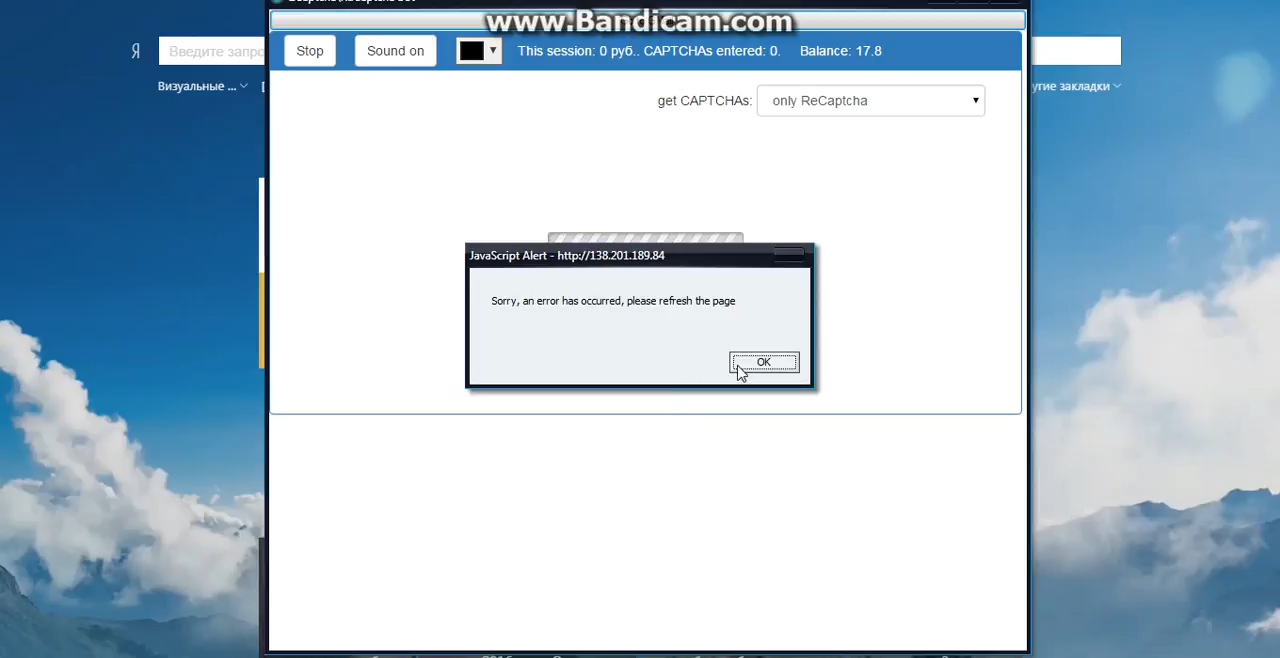 www.Bandicam.com
Stop
Sound on
This session: 0 руб.. CAPTCHAs entered: 0.
Balance: 17.8
Я
Введите запро
Визуальные ...
угие закладки
get CAPTCHAs:
only ReCaptcha
JavaScript Alert - http://138.201.189.84
Sorry, an error has occurred, please refresh the page
OK